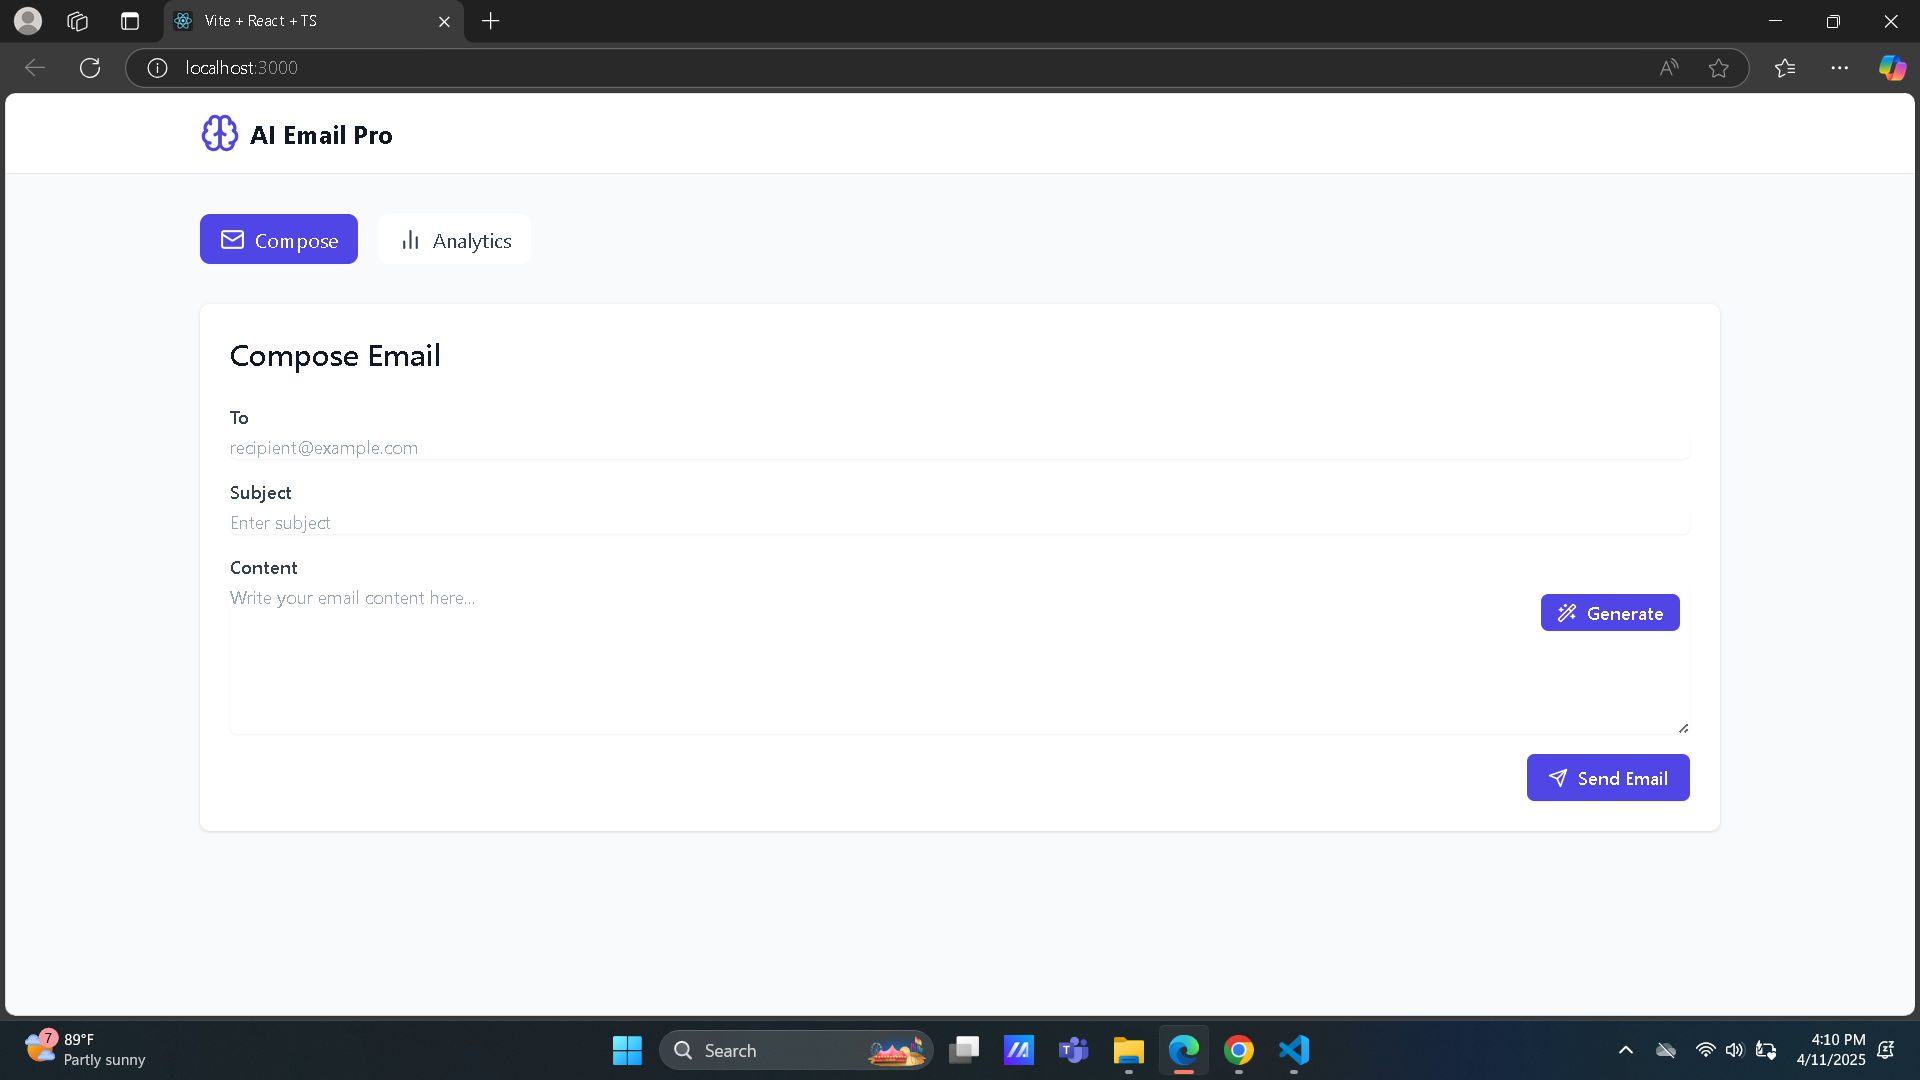 Vite + React + TS
localhost:3000
AI Email Pro
Compose
Analytics
Compose Email
To
recipient@example.com
Subject
Enter subject
Content
Write your email content here...
Generate
Send Email
7
89°F
Partly sunny
Search
4:10 PM
4/11/2025